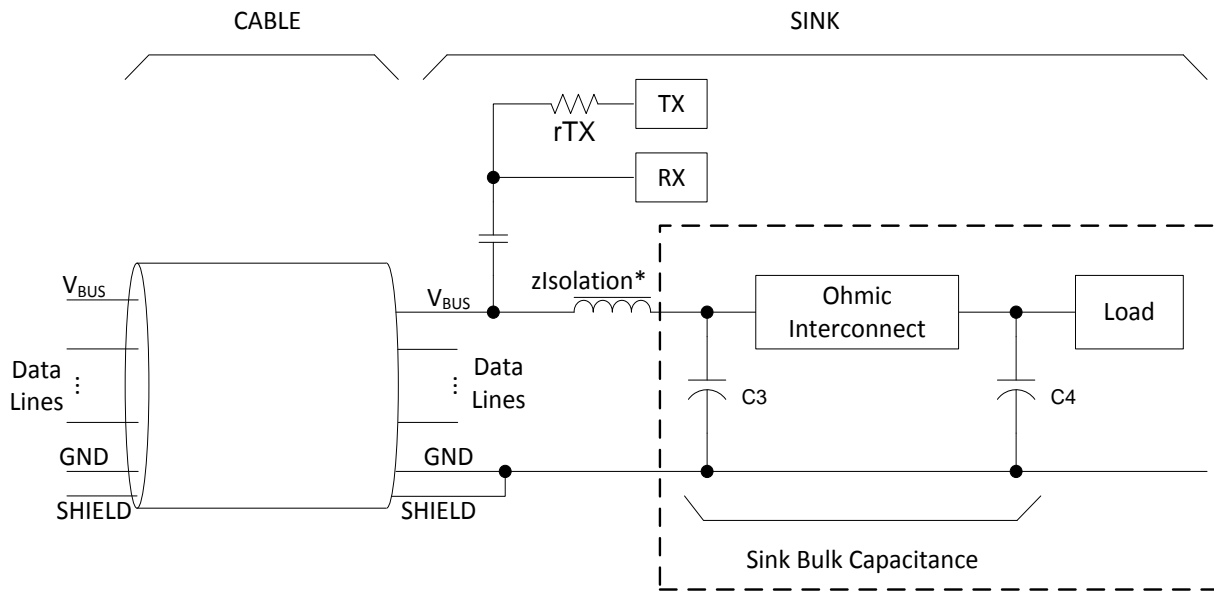 CABLE
SINK
TX
rTX
RX
VBUS
VBUS
zIsolation*
Ohmic
Interconnect
Load
Data
Lines
Data
Lines
C3
C4
GND
GND
SHIELD
SHIELD
Sink Bulk Capacitance